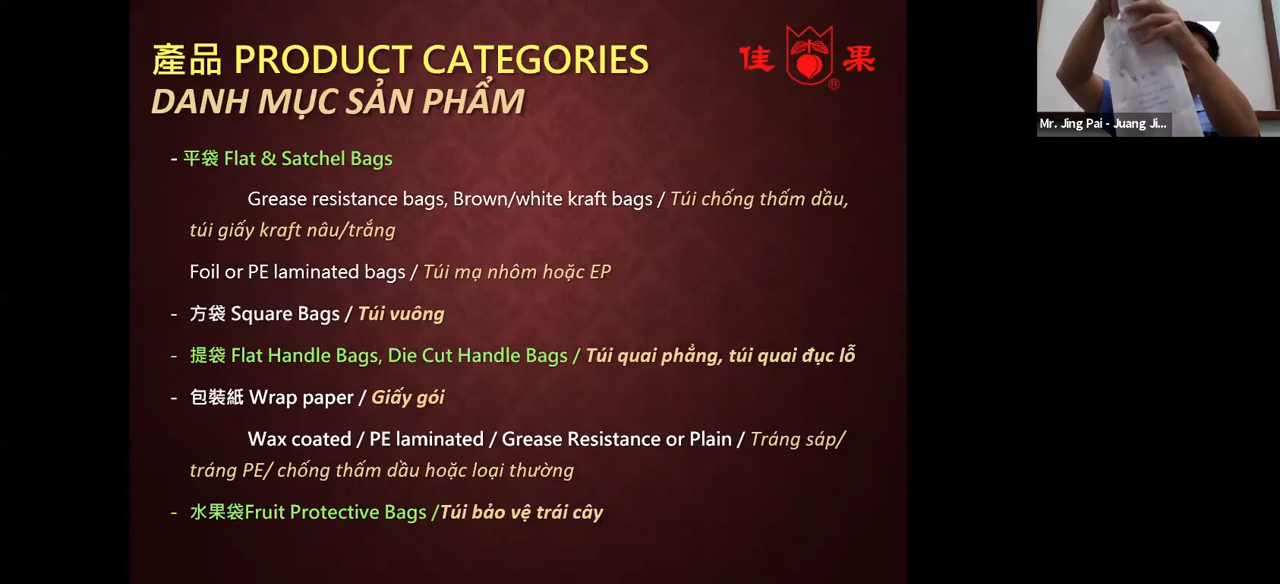 產品 PRODUCT CATEGORIES
DANH MỤC SẢN PHẨM
佳 果
®
Mr. Jing Pai - Juang Ji...
- 平袋 Flat & Satchel Bags
Grease resistance bags, Brown/white kraft bags / Túi chống thấm dầu,
túi giấy kraft nâu/trắng
Foil or PE laminated bags / Túi mạ nhôm hoặc EP
- 方袋 Square Bags / Túi vuông
- 提袋 Flat Handle Bags, Die Cut Handle Bags / Túi quai phẳng, túi quai đục lỗ
- 包裝紙 Wrap paper / Giấy gói
Wax coated / PE laminated / Grease Resistance or Plain / Tráng sáp/
tráng PE/ chống thấm dầu hoặc loại thường
- 水果袋Fruit Protective Bags /Túi bảo vệ trái cây